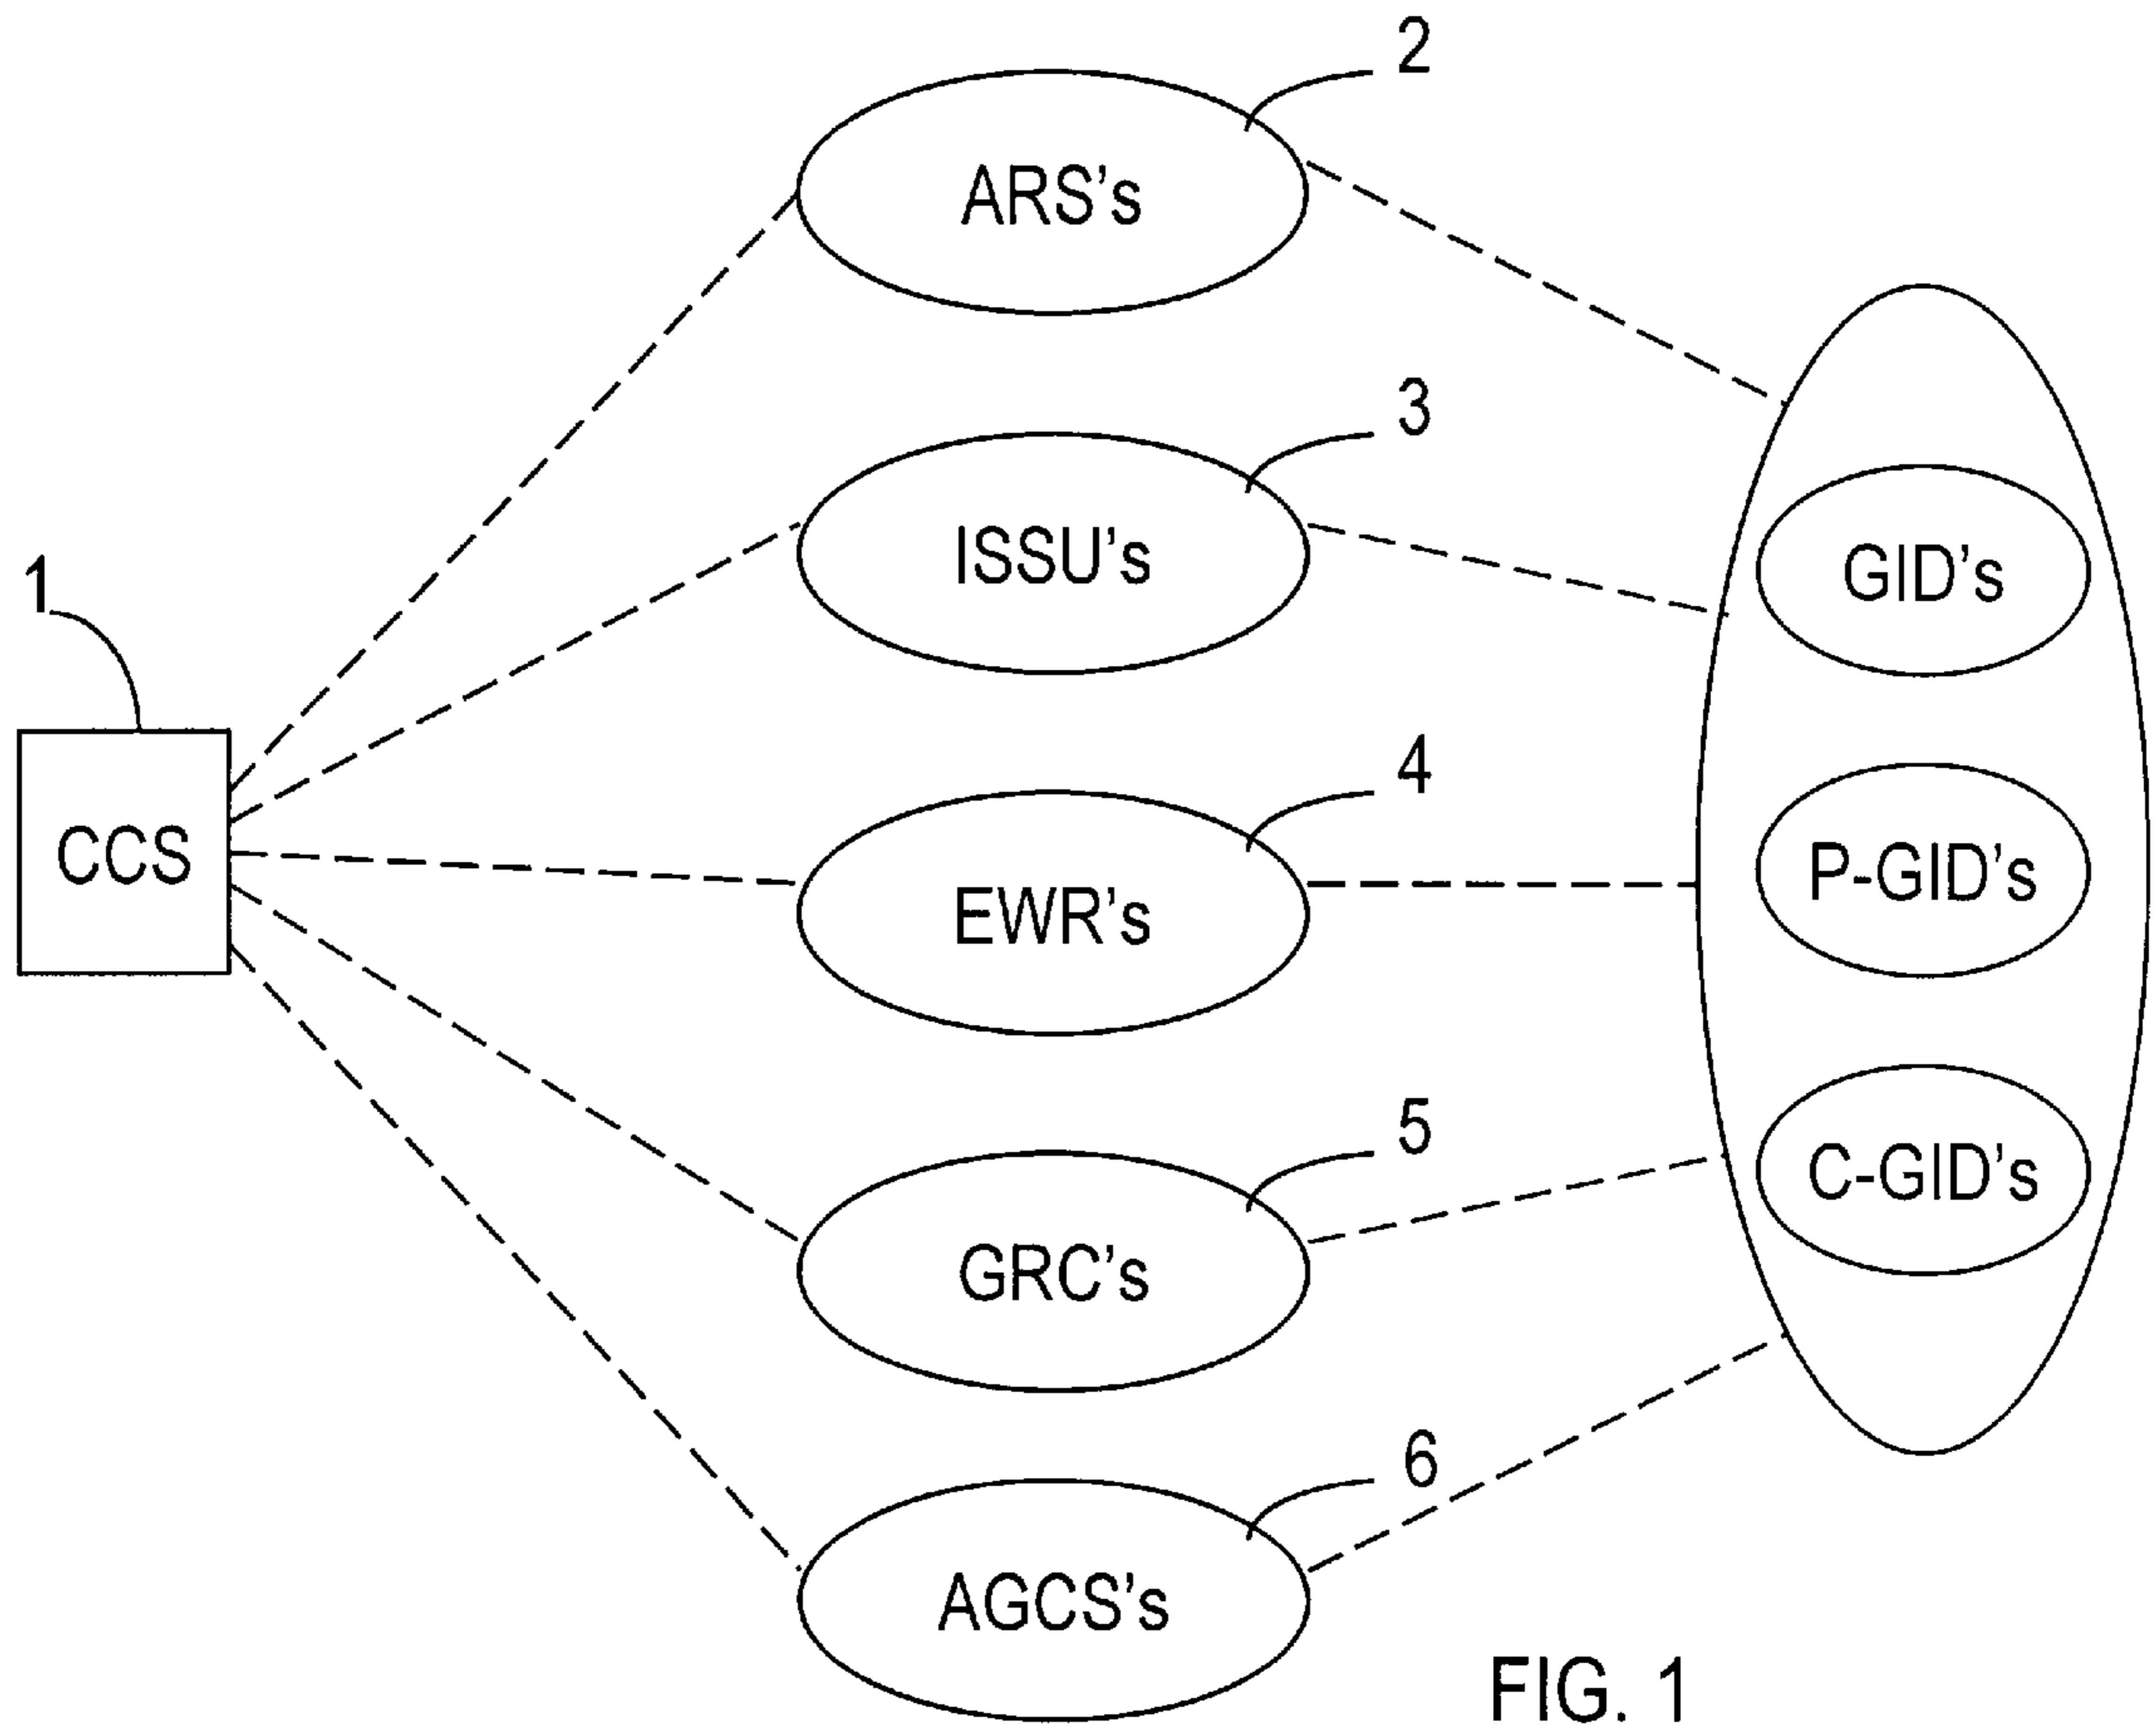 2
ARS's
3
ISSU's
GID's
1
4
CCS
P-GID's
EWR's
5
C-GID's
GRC's
6
AGCS's
FIG. 1